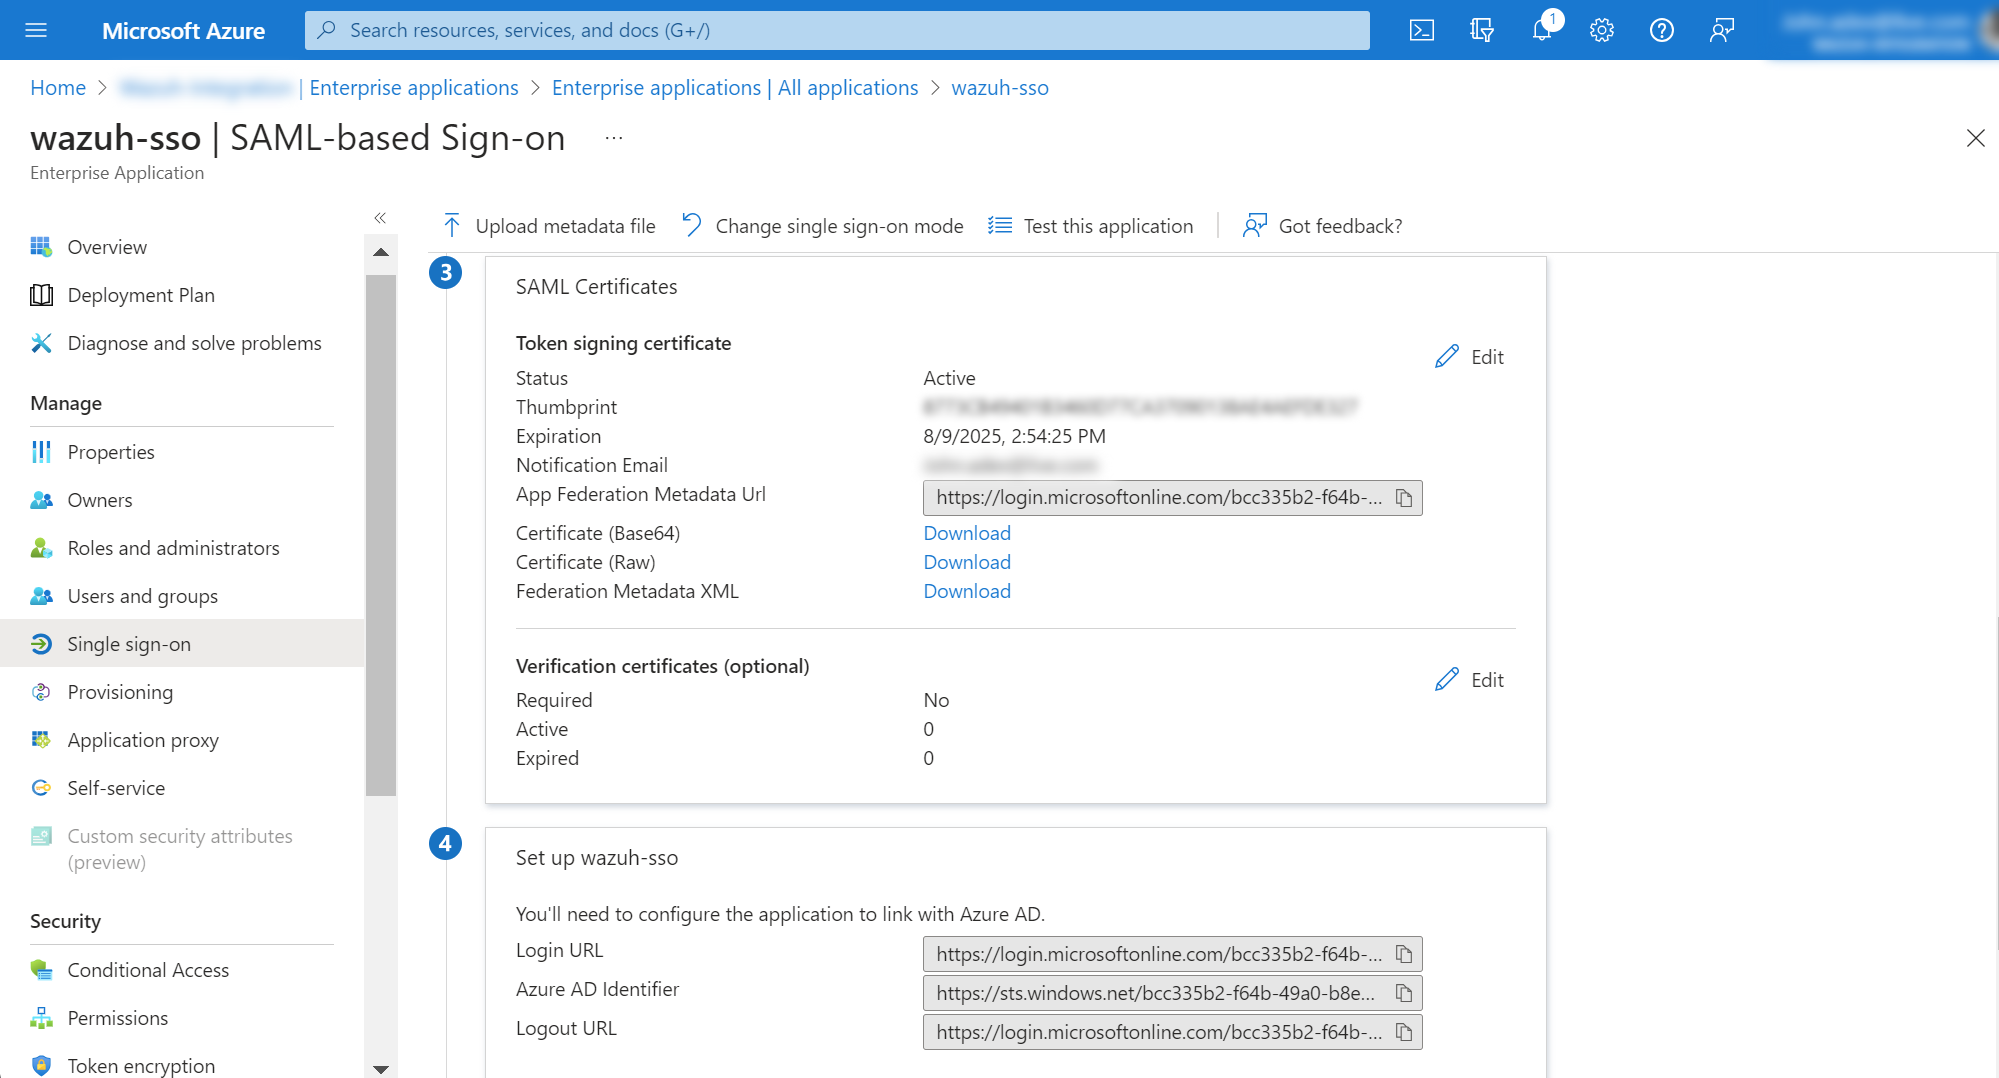 Microsoft Azure
Search resources, services, and docs (G+/)
1
Home > | Enterprise applications > Enterprise applications | All applications > wazuh-sso
wazuh-sso | SAML-based Sign-on ...
Enterprise Application
Upload metadata file
Change single sign-on mode
Test this application
Got feedback?
Overview
Deployment Plan
Diagnose and solve problems
Manage
Properties
Owners
Roles and administrators
Users and groups
Single sign-on
Provisioning
Application proxy
Self-service
Custom security attributes
(preview)
Security
Conditional Access
Permissions
Token encryption
3
SAML Certificates
Token signing certificate
Edit
Status Active
Thumbprint
Expiration 8/9/2025, 2:54:25 PM
Notification Email
App Federation Metadata Url https://login.microsoftonline.com/bcc335b2-f64b-...
Certificate (Base64) Download
Certificate (Raw) Download
Federation Metadata XML Download
Verification certificates (optional)
Edit
Required No
Active 0
Expired 0
4
Set up wazuh-sso
You'll need to configure the application to link with Azure AD.
Login URL https://login.microsoftonline.com/bcc335b2-f64b-...
Azure AD Identifier https://sts.windows.net/bcc335b2-f64b-49a0-b8e...
Logout URL https://login.microsoftonline.com/bcc335b2-f64b-...